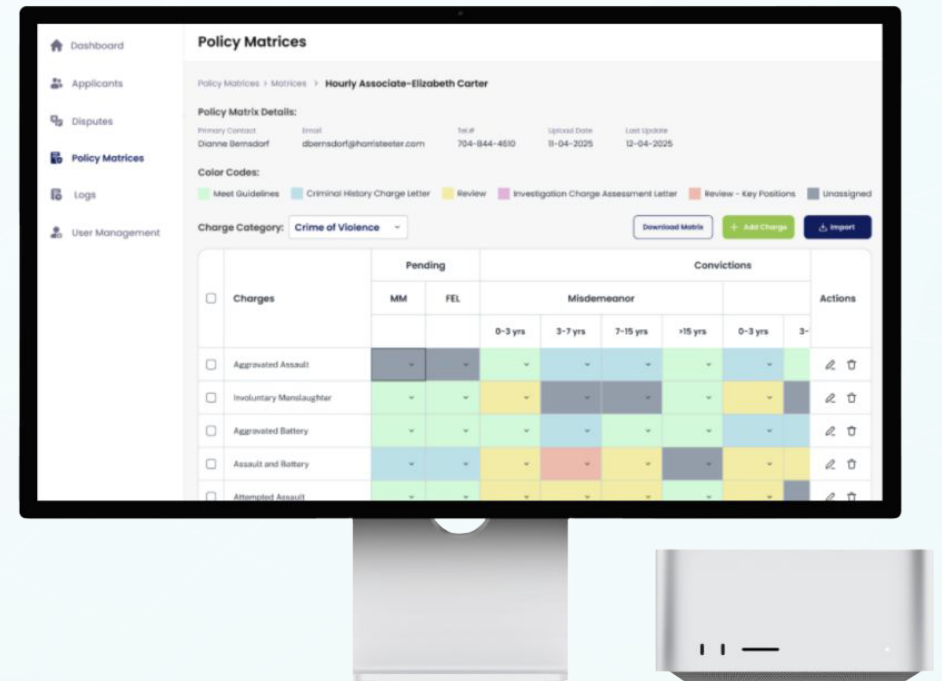 Dashboard
Applicants
Disputes
Policy Matrices
Logs
User Management
Policy Matrices
Policy Matrices > Matrices > Hourly Associate-Elizabeth Carter
Policy Matrix Details:
Primary Contact Email Tel.# Upload Date Last Update
Dianne Bernsdorf dbernsdorf@harristeeter.com 704-844-4610 11-04-2025 12-04-2025
Color Codes:
Meet Guidelines Criminal History Charge Letter Review Investigation Charge Assessment Letter Review - Key Positions Unassigned
Charge Category: Crime of Violence Download Matrix + Add Charge Import
Pending Convictions
Charges MM FEL Misdemeanor Actions
0-3 yrs 3-7 yrs 7-15 yrs >15 yrs 0-3 yrs 3-
Aggravated Assault
Involuntary Manslaughter
Aggravated Battery
Assault and Battery
Attempted Assault